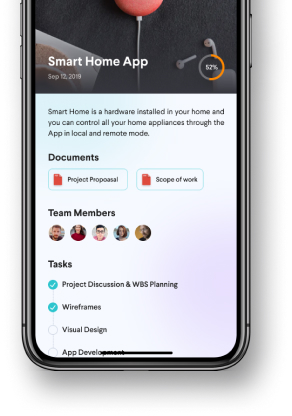 Smart Home App
52%
Sep 12, 2019
Smart Home is a hardware installed in your home and
you can control all your home appliances through the
App in local and remote mode.
Documents
Project Propoasal
Scope of work
Team Members
Tasks
Project Discussion & WBS Planning
Wireframes
Visual Design
App Development